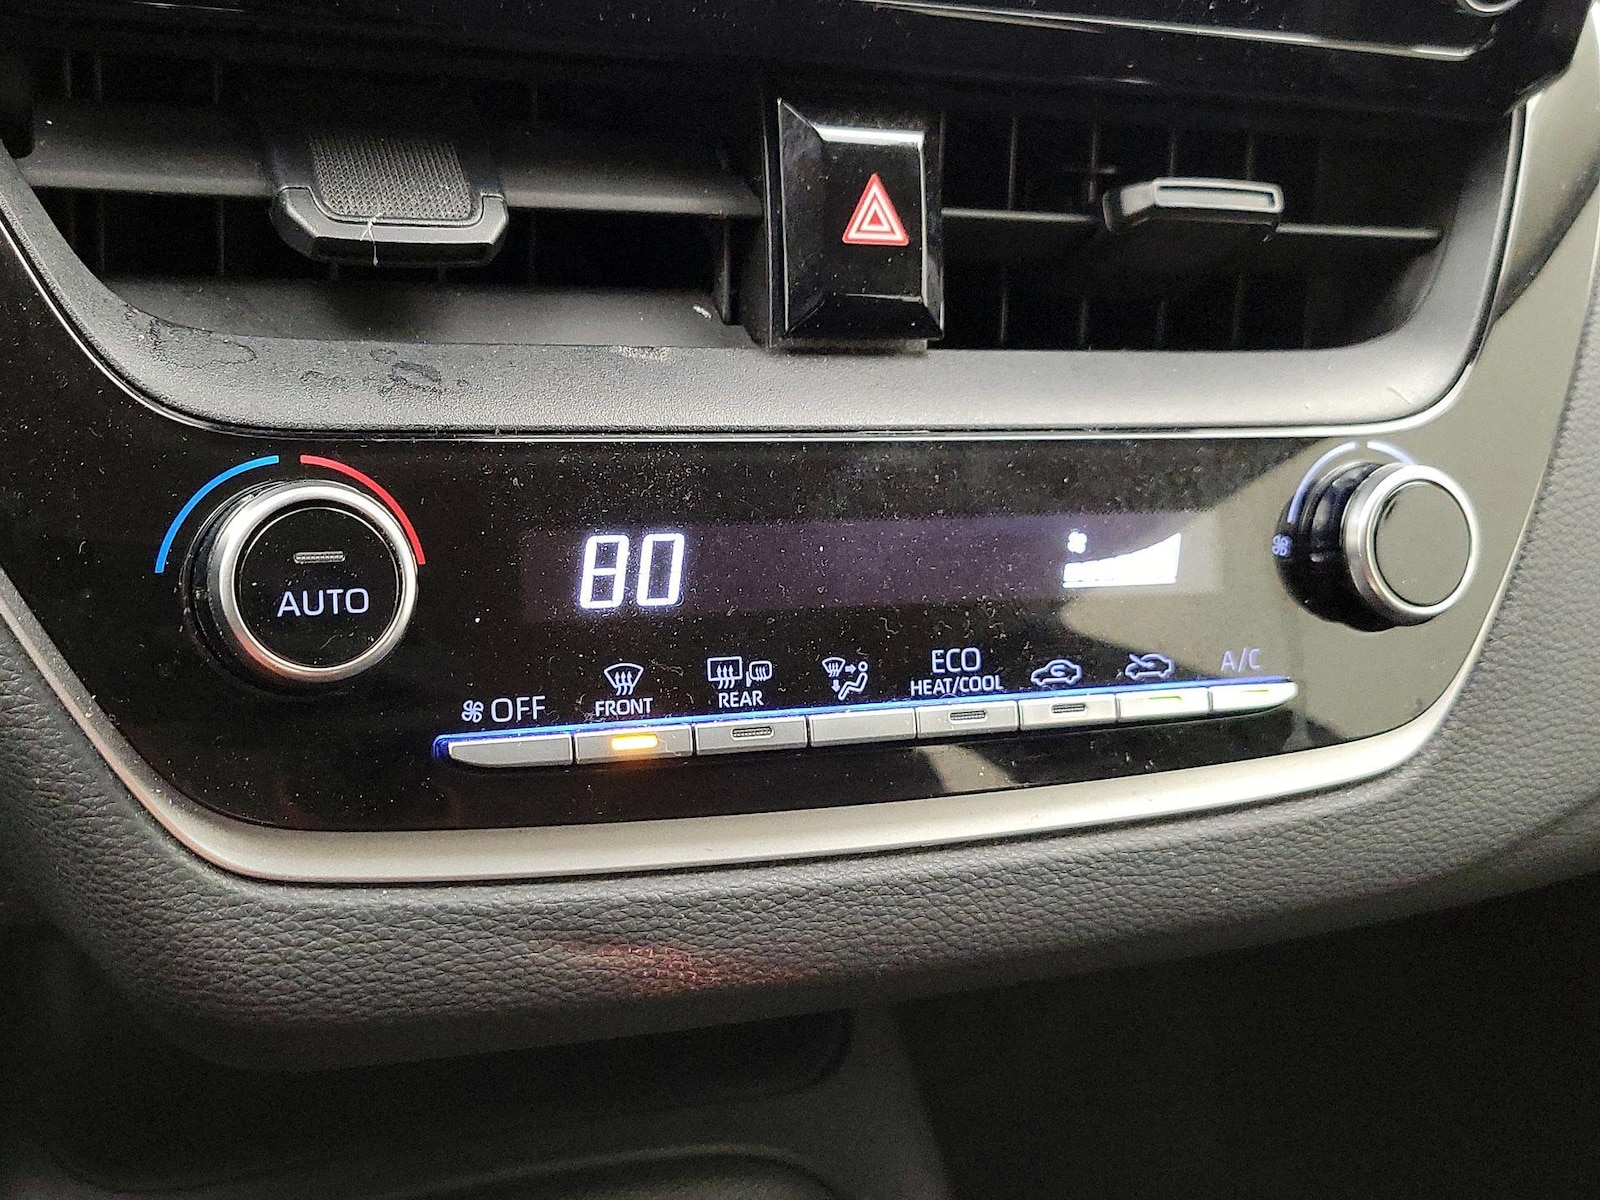 80
AUTO
OFF
FRONT
REAR
ECO
HEAT/COOL
A/C